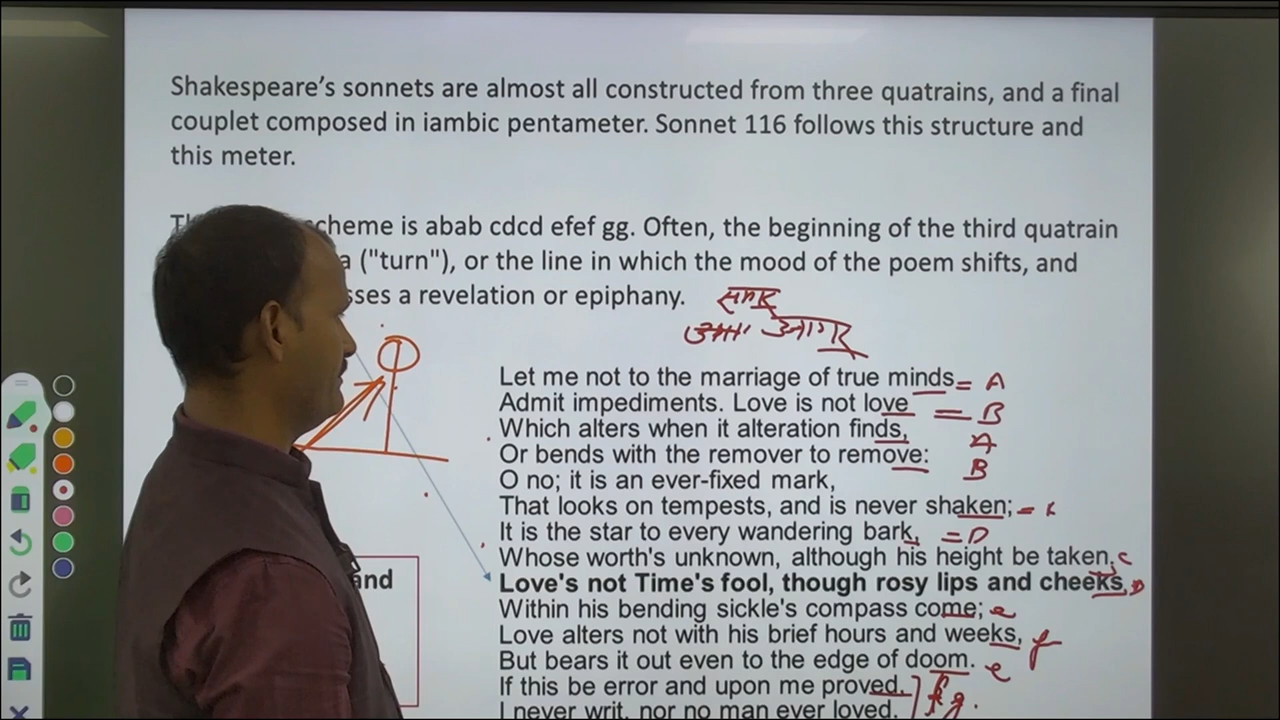 Shakespeare's sonnets are almost all constructed from three quatrains, and a final
couplet composed in iambic pentameter. Sonnet 116 follows this structure and
this meter.
cheme is abab cdcd efef gg. Often, the beginning of the third quatrain
a ("turn"), or the line in which the mood of the poem shifts, and
sses a revelation or epiphany.
Let me not to the marriage of true minds = A
Admit impediments. Love is not love = B
Which alters when it alteration finds, A
Or bends with the remover to remove: B
O no; it is an ever-fixed mark,
That looks on tempests, and is never shaken; =
It is the star to every wandering bark, = D
Whose worth's unknown, although his height be taken, C
Love's not Time's fool, though rosy lips and cheeks, D
Within his bending sickle's compass come; e
Love alters not with his brief hours and weeks, f
But bears it out even to the edge of doom. e
If this be error and upon me proved,
I never writ, nor no man ever loved. g.
and